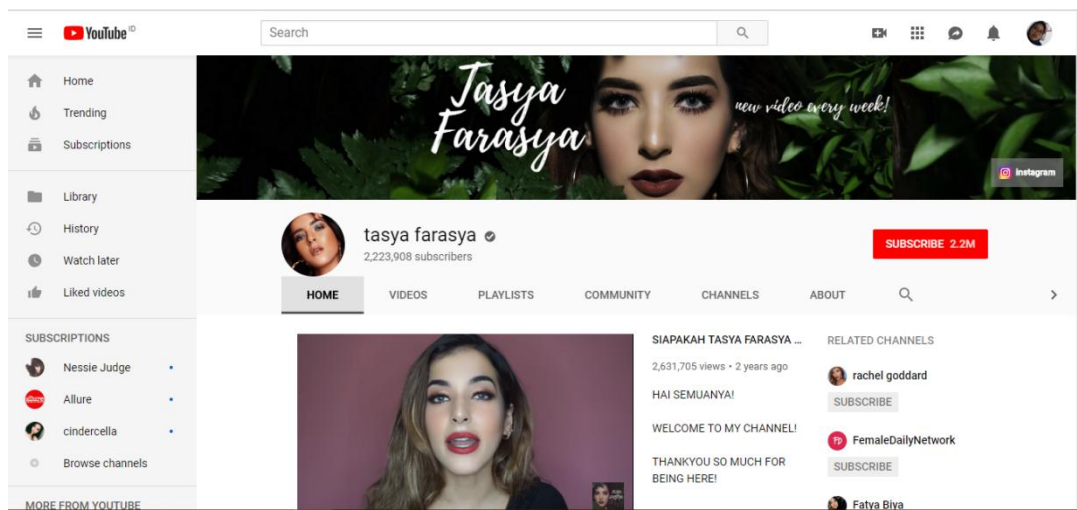 YouTube ID
Search
Home
Trending
Subscriptions
Library
History
Watch later
Liked videos
SUBSCRIPTIONS
Nessie Judge
Allure
cindercella
Browse channels
MORE FROM YOUTUBE
Tasya
Farasya
new video every week!
Instagram
tasya farasya
2,223,908 subscribers
SUBSCRIBE 2.2M
HOME VIDEOS PLAYLISTS COMMUNITY CHANNELS ABOUT
SIAPAKAH TASYA FARASYA ...
2,631,705 views • 2 years ago
HAI SEMUANYA!
WELCOME TO MY CHANNEL!
THANKYOU SO MUCH FOR
BEING HERE!
RELATED CHANNELS
rachel goddard
SUBSCRIBE
FD
FemaleDailyNetwork
SUBSCRIBE
Fatya Biya